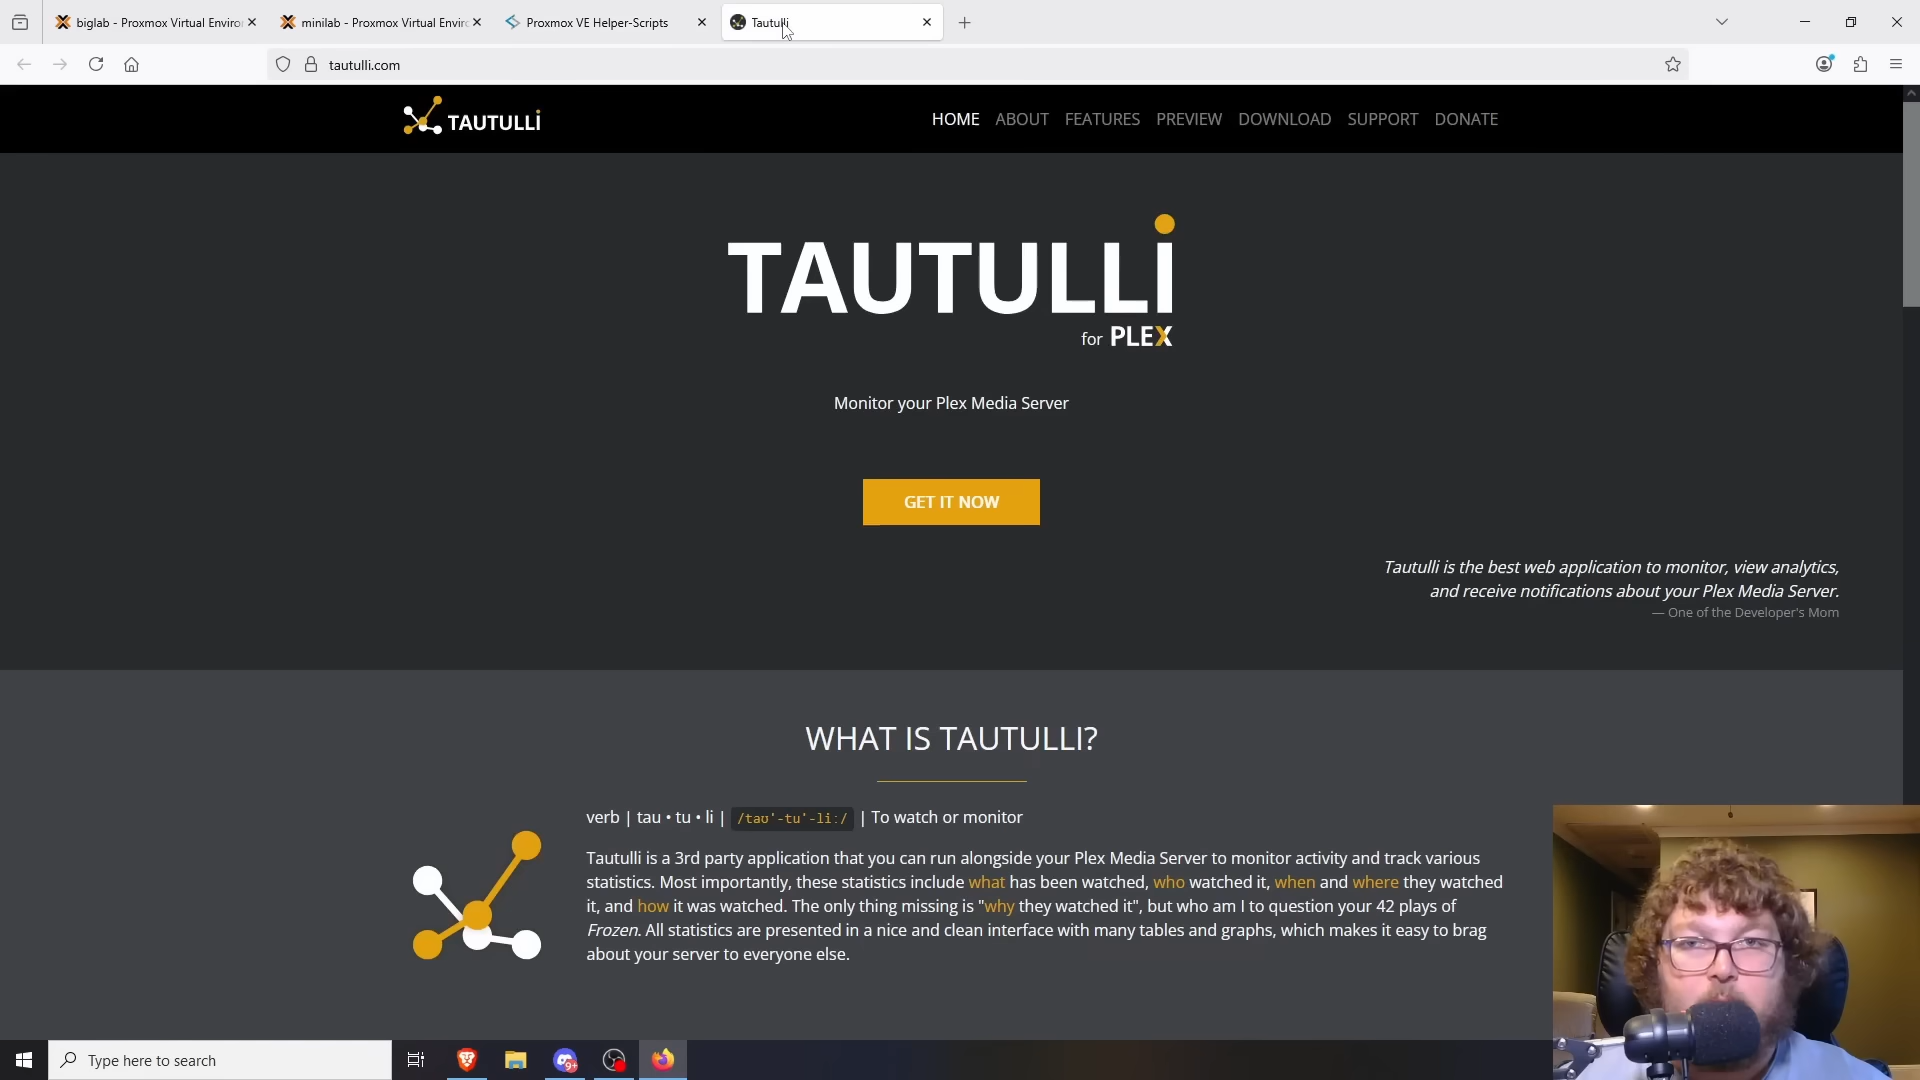 biglab - Proxmox Virtual Enviro
minilab - Proxmox Virtual Envir
Proxmox VE Helper-Scripts
Tautulli
tautulli.com
TAUTULLI
HOME
ABOUT
FEATURES
PREVIEW
DOWNLOAD
SUPPORT
DONATE
TAUTULLI
for PLEX
Monitor your Plex Media Server
GET IT NOW
Tautulli is the best web application to monitor, view analytics,
and receive notifications about your Plex Media Server.
— One of the Developer's Mom
WHAT IS TAUTULLI?
verb | tau • tu • li | /taʊˈ-tuˈ-liː/ | To watch or monitor
Tautulli is a 3rd party application that you can run alongside your Plex Media Server to monitor activity and track various
statistics. Most importantly, these statistics include what has been watched, who watched it, when and where they watched
it, and how it was watched. The only thing missing is "why they watched it", but who am I to question your 42 plays of
Frozen. All statistics are presented in a nice and clean interface with many tables and graphs, which makes it easy to brag
about your server to everyone else.
Type here to search
9+